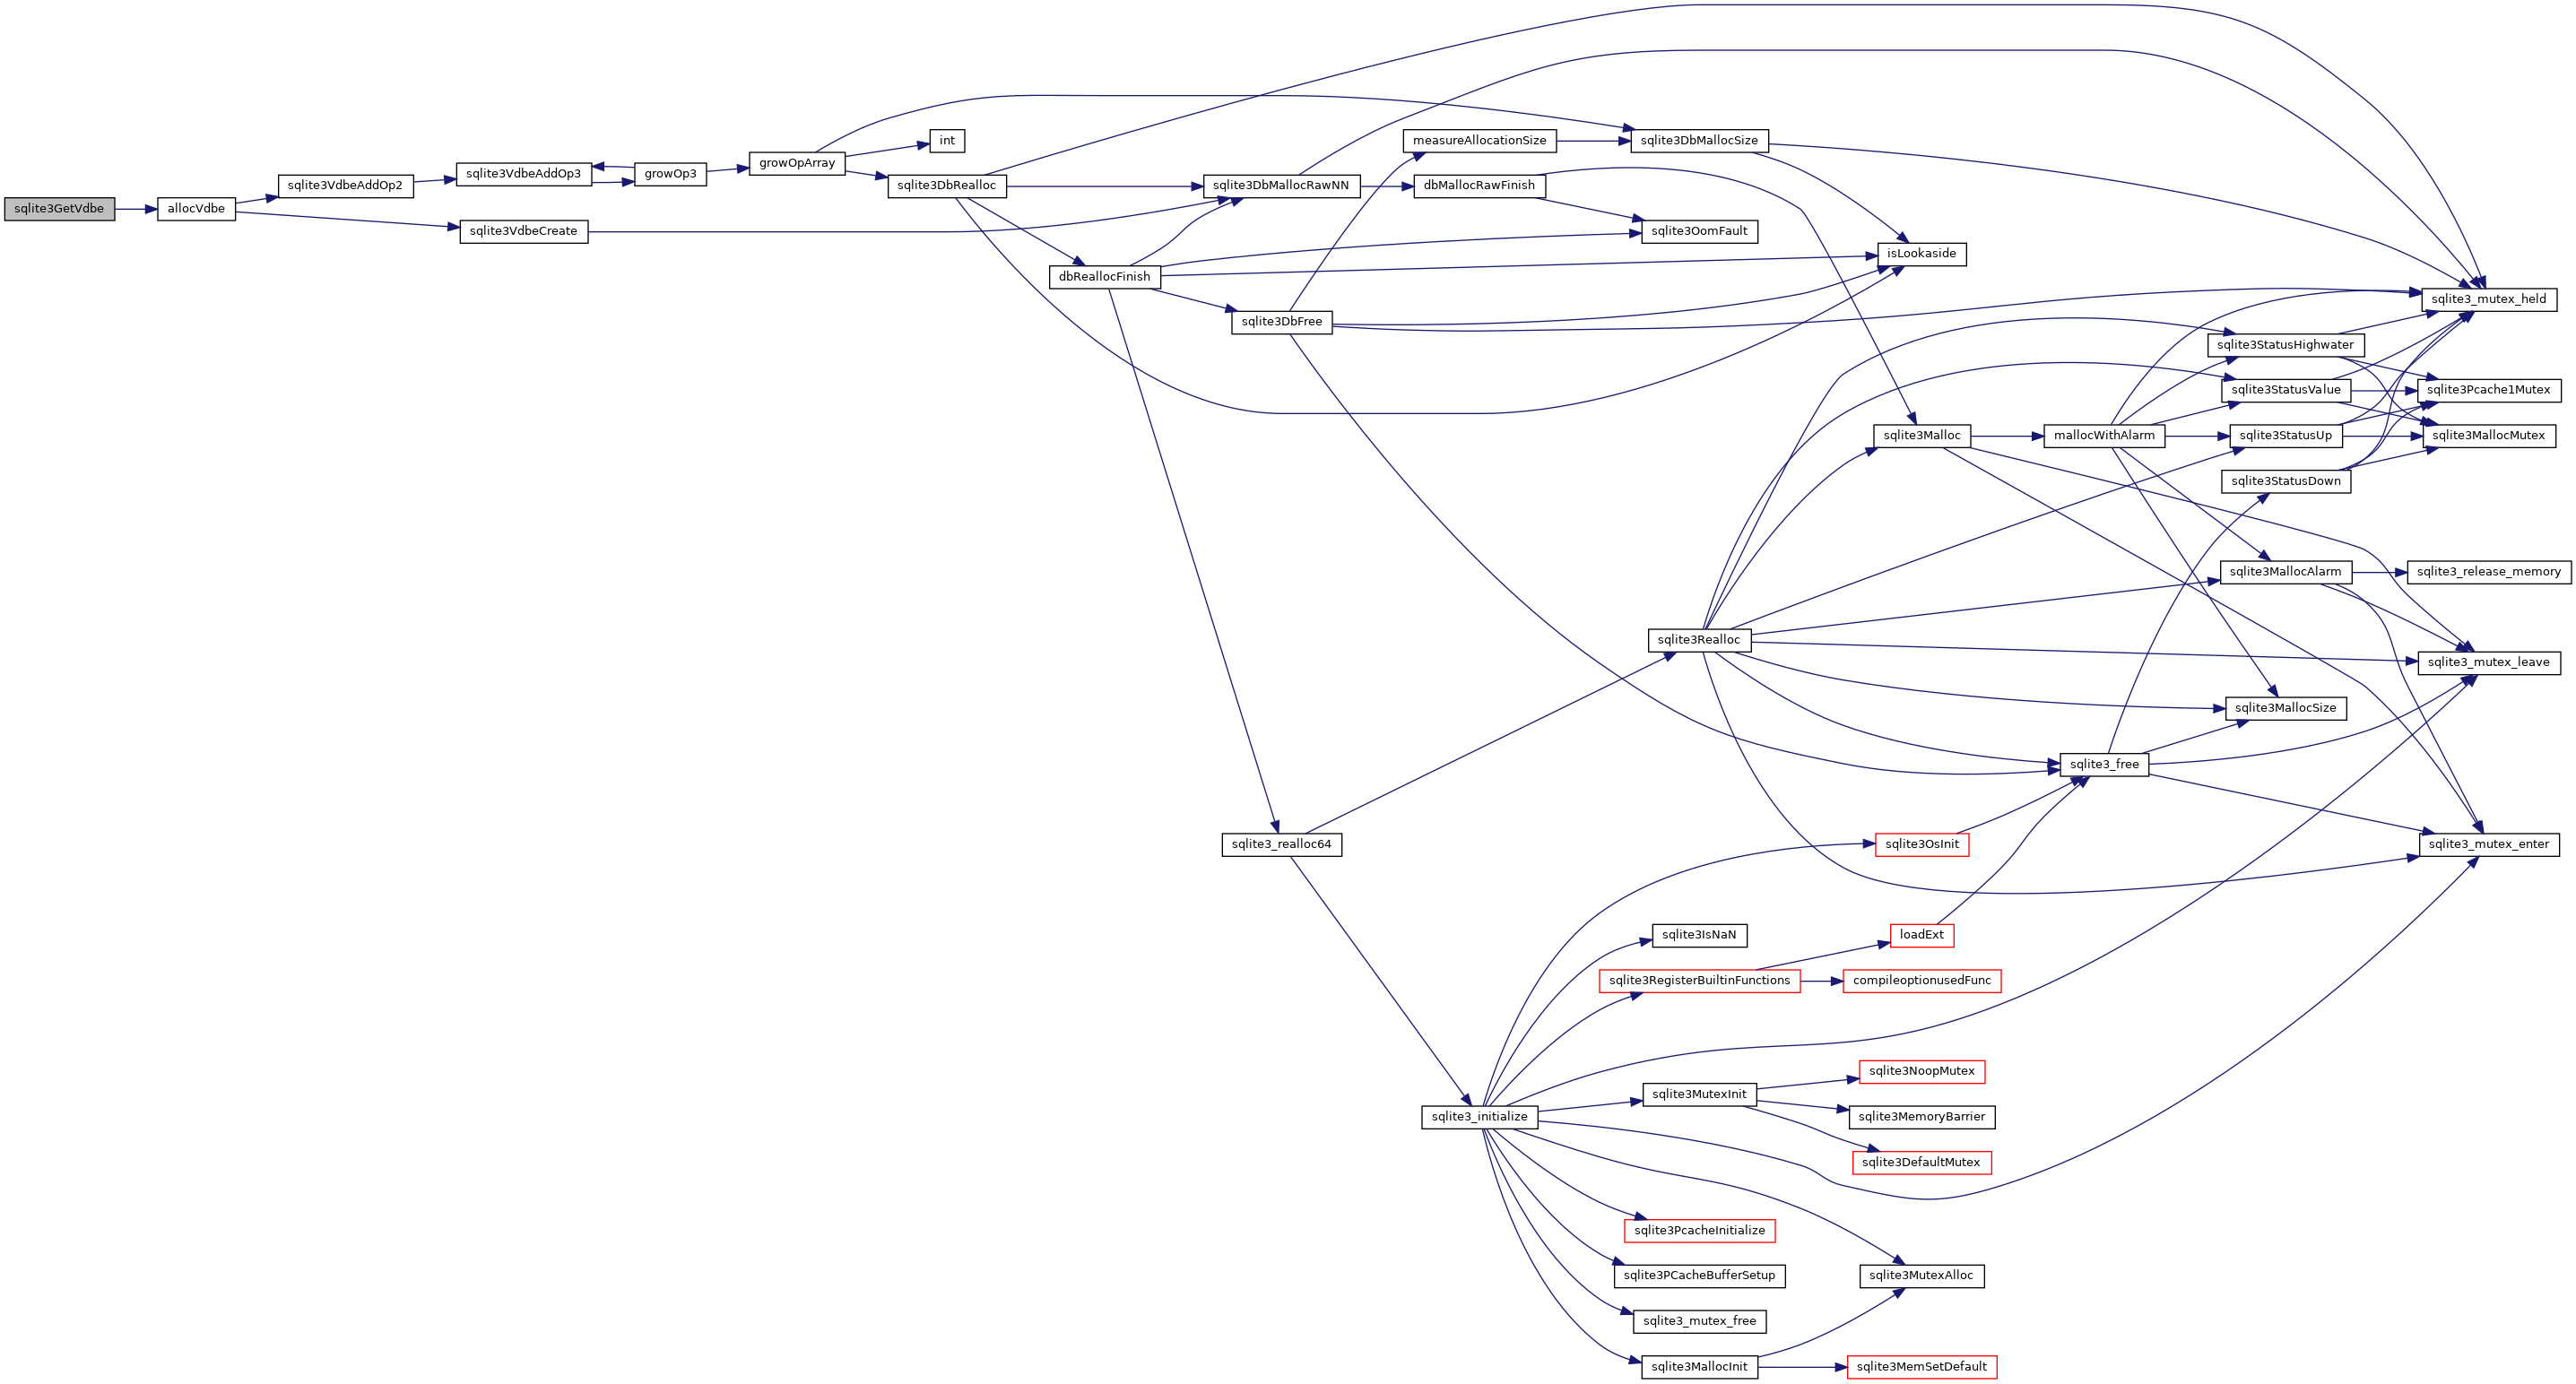 sqlite3GetVdbe
allocVdbe
sqlite3VdbeAddOp2
sqlite3VdbeAddOp3
sqlite3VdbeCreate
growOp3
growOpArray
int
sqlite3DbRealloc
dbReallocFinish
sqlite3DbMallocRawNN
sqlite3DbFree
sqlite3_realloc64
measureAllocationSize
dbMallocRawFinish
sqlite3_initialize
sqlite3DbMallocSize
sqlite3OomFault
sqlite3Realloc
sqlite3IsNaN
sqlite3RegisterBuiltinFunctions
sqlite3MutexInit
sqlite3PcacheInitialize
sqlite3PCacheBufferSetup
sqlite3_mutex_free
sqlite3MallocInit
isLookaside
sqlite3Malloc
sqlite3OsInit
loadExt
compileoptionusedFunc
sqlite3NoopMutex
sqlite3MemoryBarrier
sqlite3DefaultMutex
sqlite3MutexAlloc
sqlite3MemSetDefault
mallocWithAlarm
sqlite3_free
sqlite3StatusHighwater
sqlite3StatusValue
sqlite3StatusUp
sqlite3StatusDown
sqlite3MallocAlarm
sqlite3MallocSize
sqlite3_mutex_held
sqlite3Pcache1Mutex
sqlite3MallocMutex
sqlite3_release_memory
sqlite3_mutex_leave
sqlite3_mutex_enter